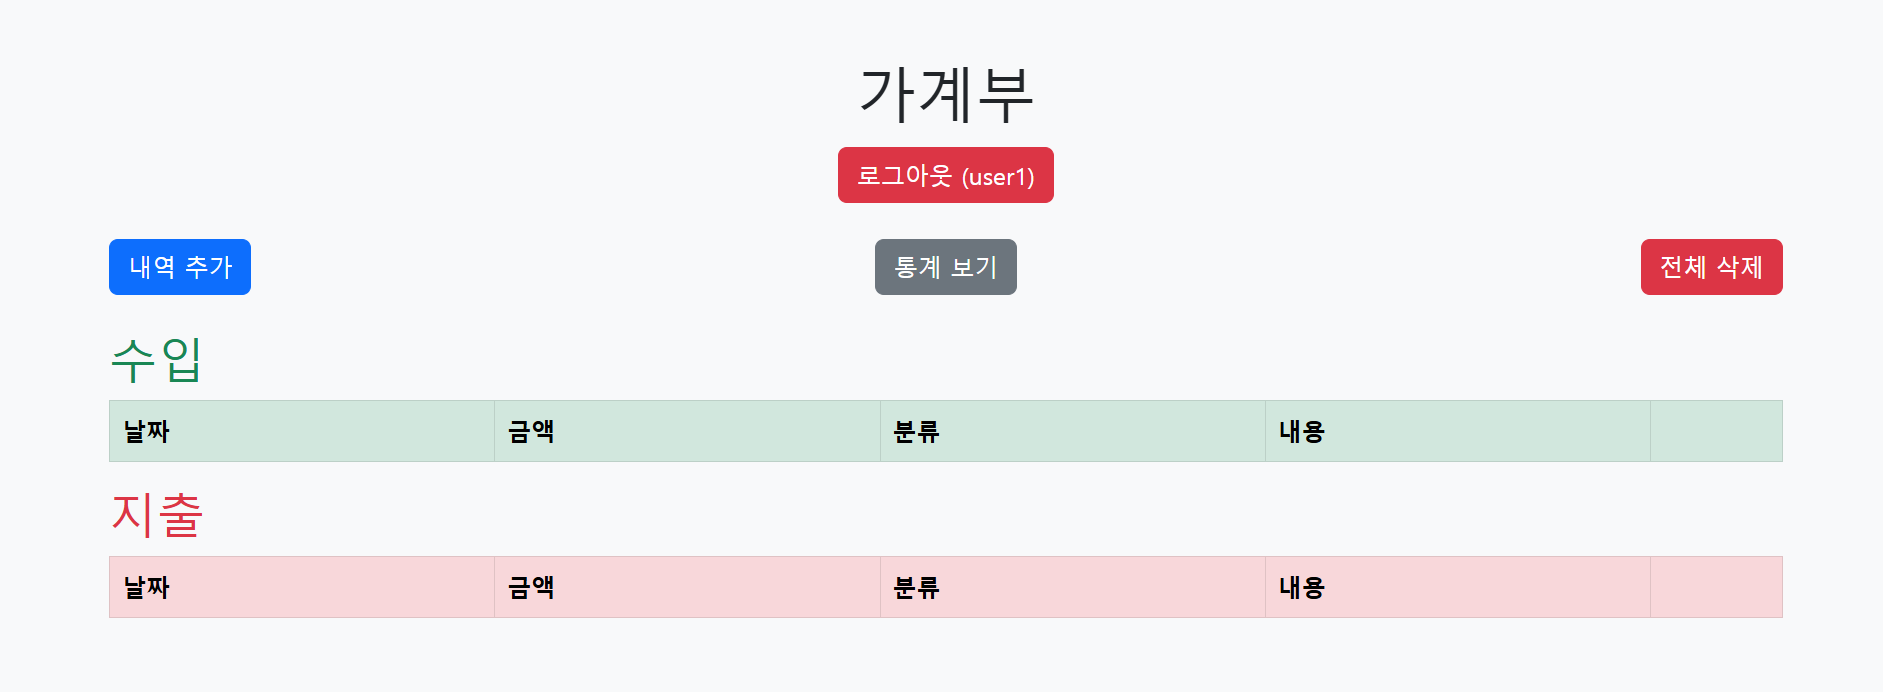 가계부
로그아웃 (user1)
내역 추가 통계 보기 전체 삭제
수입
날짜 금액 분류 내용
지출
날짜 금액 분류 내용